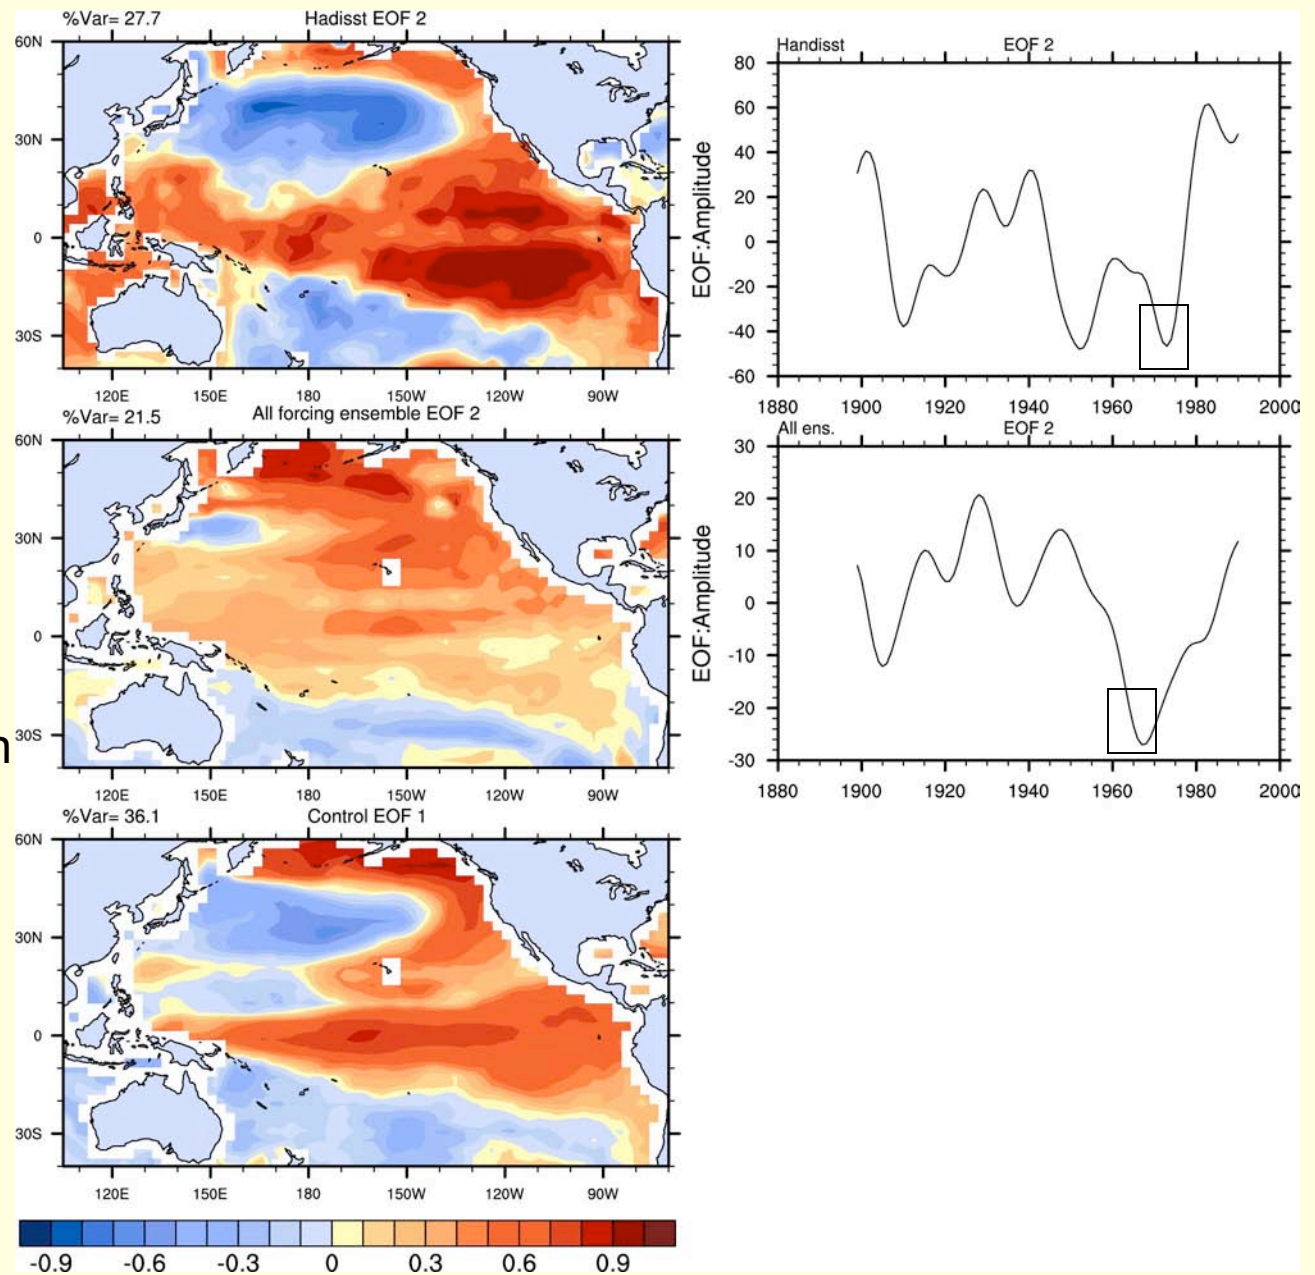 %Var= 27.7 Hadisst EOF 2
60N
30N
0
30S
120E 150E 180 150W 120W 90W
Handisst EOF 2
EOF:Amplitude
80
60
40
20
0
-20
-40
-60
1880 1900 1920 1940 1960 1980 2000
%Var= 21.5 All forcing ensemble EOF 2
60N
30N
0
30S
120E 150E 180 150W 120W 90W
All ens. EOF 2
EOF:Amplitude
30
20
10
0
-10
-20
-30
1880 1900 1920 1940 1960 1980 2000
n
%Var= 36.1 Control EOF 1
60N
30N
0
30S
120E 150E 180 150W 120W 90W
-0.9 -0.6 -0.3 0 0.3 0.6 0.9